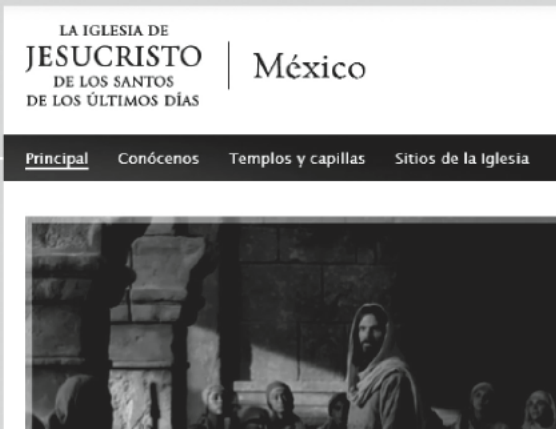 LA IGLESIA DE
JESUCRISTO
DE LOS SANTOS
DE LOS ÚLTIMOS DÍAS
México
Principal Conócenos Templos y capillas Sitios de la Iglesia